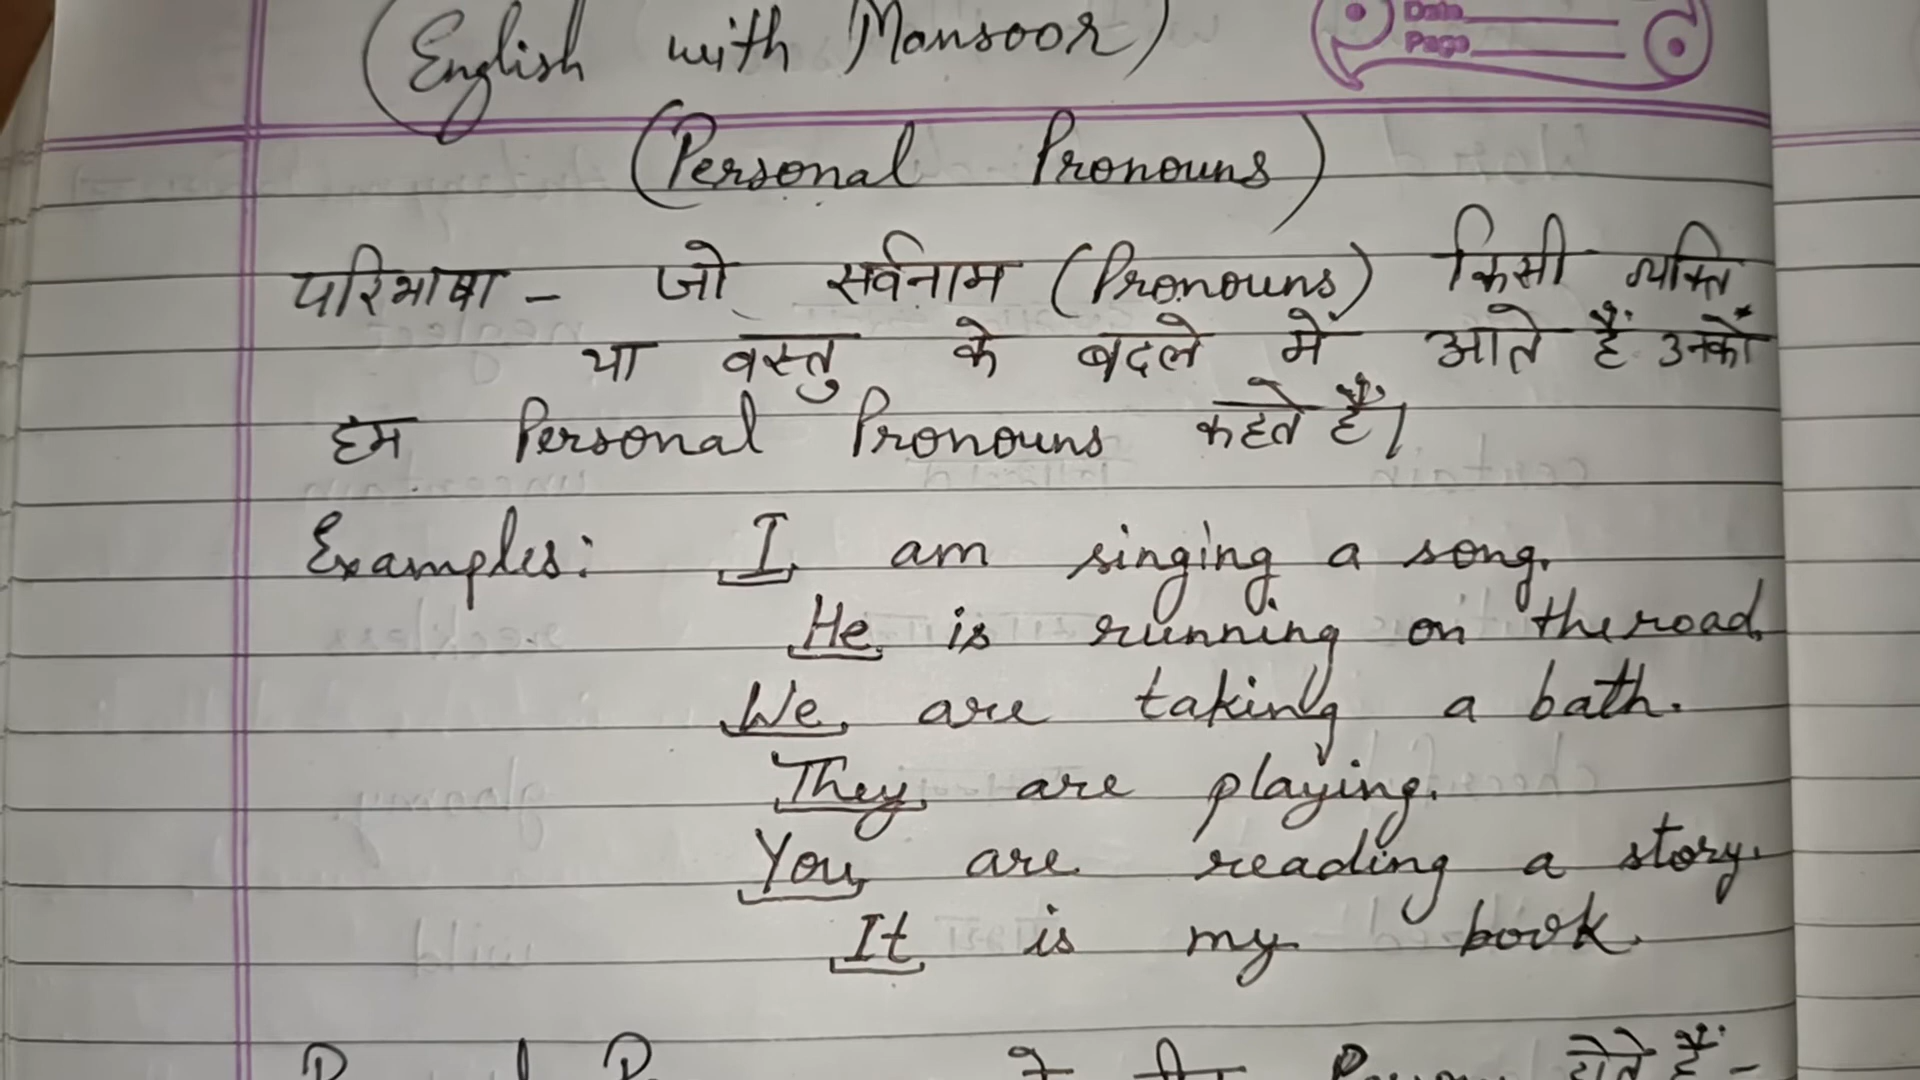 (English with Mansoor)
Date
Page
(Personal Pronouns)
परिभाषा - जो सर्वनाम (Pronouns) किसी व्यक्ति
या वस्तु के बदले में आते हैं उनको
हम Personal Pronouns कहते हैं।
Examples: I am singing a song.
He is running on the road.
We are taking a bath.
They are playing.
You are reading a story.
It is my book.